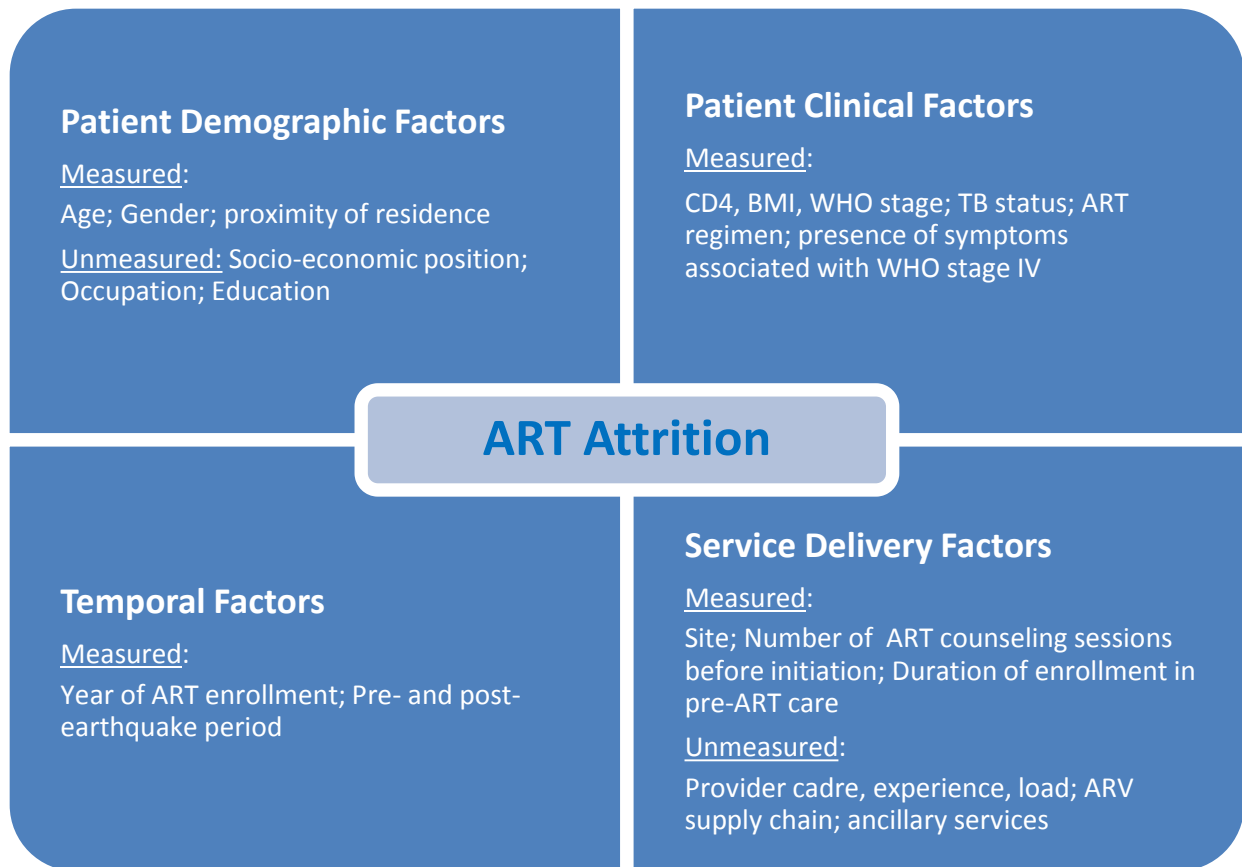 Patient Demographic Factors
Measured:
Age; Gender; proximity of residence
Unmeasured: Socio-economic position;
Occupation; Education
Patient Clinical Factors
Measured:
CD4, BMI, WHO stage; TB status; ART
regimen; presence of symptoms
associated with WHO stage IV
ART Attrition
Temporal Factors
Measured:
Year of ART enrollment; Pre- and post-
earthquake period
Service Delivery Factors
Measured:
Site; Number of  ART counseling sessions
before initiation; Duration of enrollment in
pre-ART care
Unmeasured:
Provider cadre, experience, load; ARV
supply chain; ancillary services